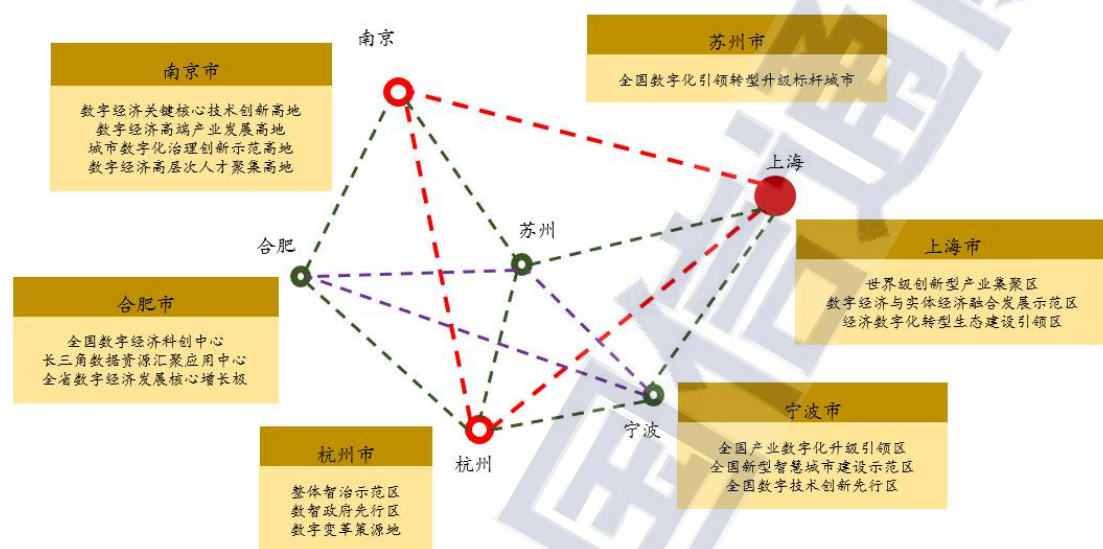 南京
南京市
数字经济关键核心技术创新高地
数字经济高端产业发展高地
城市数字化治理创新示范高地
数字经济高层次人才聚集高地
苏州市
全国数字化引领转型升级标杆城市
上海
上海市
世界级创新型产业集聚区
数字经济与实体经济融合发展示范区
经济数字化转型生态建设引领区
苏州
合肥
合肥市
全国数字经济科创中心
长三角数据资源汇聚应用中心
全省数字经济发展核心增长极
宁波
宁波市
全国产业数字化升级引领区
全国新型智慧城市建设示范区
全国数字技术创新先行区
杭州
杭州市
整体智治示范区
数智政府先行区
数字变革策源地